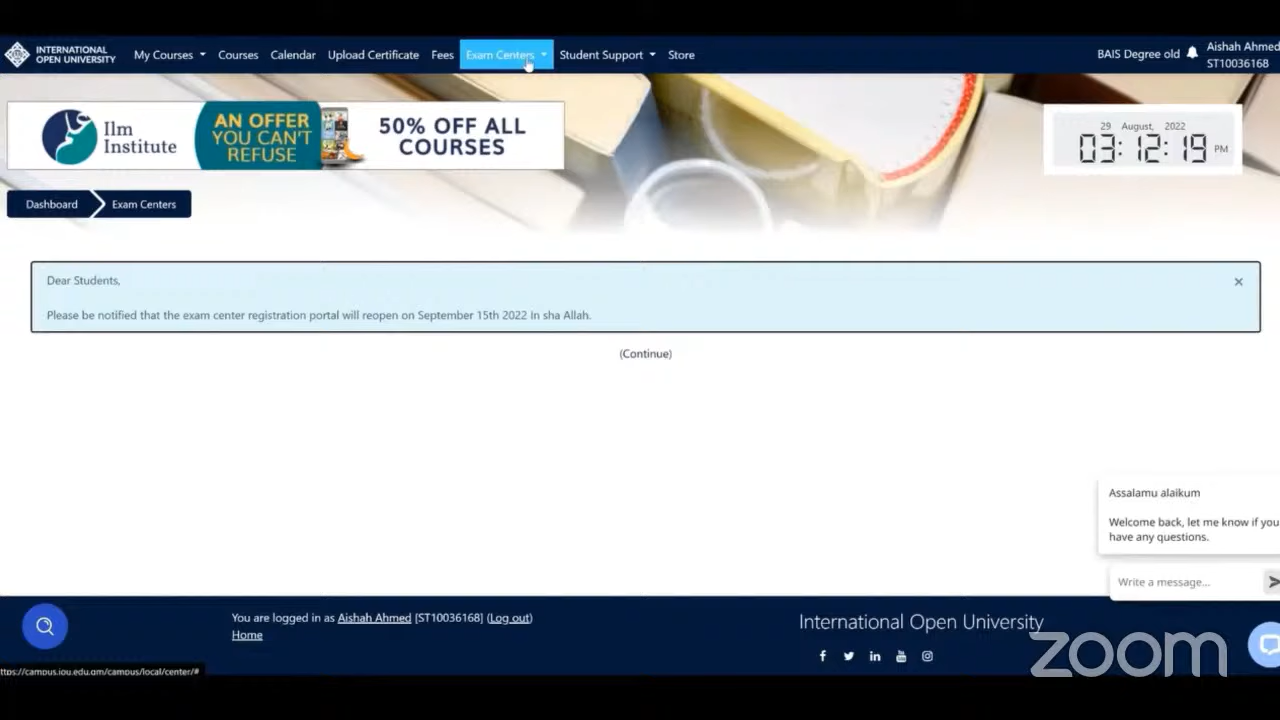 INTERNATIONAL
OPEN UNIVERSITY
My Courses
Courses
Calendar
Upload Certificate
Fees
Exam Centers
Student Support
Store
BAIS Degree old
Aishah Ahmed
ST10036168
Ilm
Institute
AN OFFER
YOU CAN'T
REFUSE
50% OFF ALL
COURSES
29 August, 2022
03:12:19 PM
Dashboard
Exam Centers
Dear Students,
×
Please be notified that the exam center registration portal will reopen on September 15th 2022 In sha Allah.
(Continue)
Assalamu alaikum
Welcome back, let me know if you
have any questions.
Write a message...
You are logged in as Aishah Ahmed [ST10036168] (Log out)
Home
International Open University
zoom
ttps://campus.iou.edu.gm/campus/local/center/#